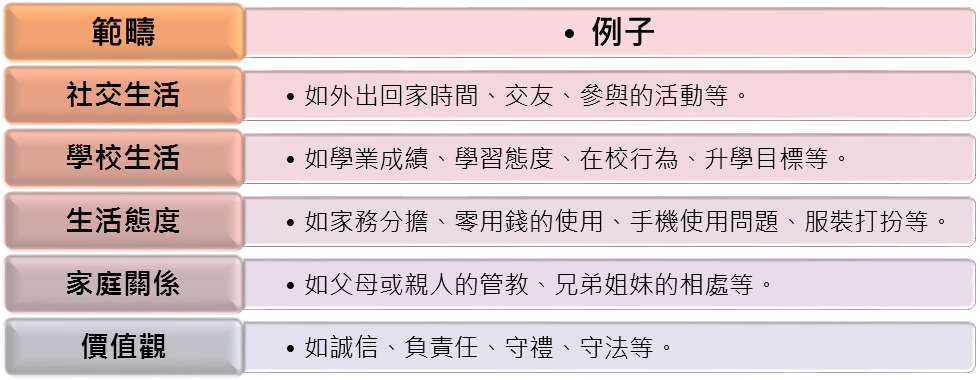 範疇 • 例子
社交生活 • 如外出回家時間、交友、參與的活動等。
學校生活 • 如學業成績、學習態度、在校行為、升學目標等。
生活態度 • 如家務分擔、零用錢的使用、手機使用問題、服裝打扮等。
家庭關係 • 如父母或親人的管教、兄弟姐妹的相處等。
價值觀 • 如誠信、負責任、守禮、守法等。